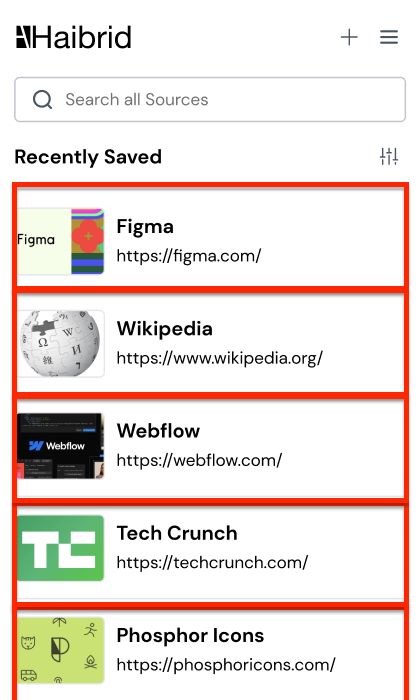 Haibrid
Search all Sources
Recently Saved
Figma
Figma
https://figma.com/
Ω W
И
Wikipedia
https://www.wikipedia.org/
Webflow
Webflow
https://webflow.com/
TC
Tech Crunch
https://techcrunch.com/
Phosphor Icons
https://phosphoricons.com/